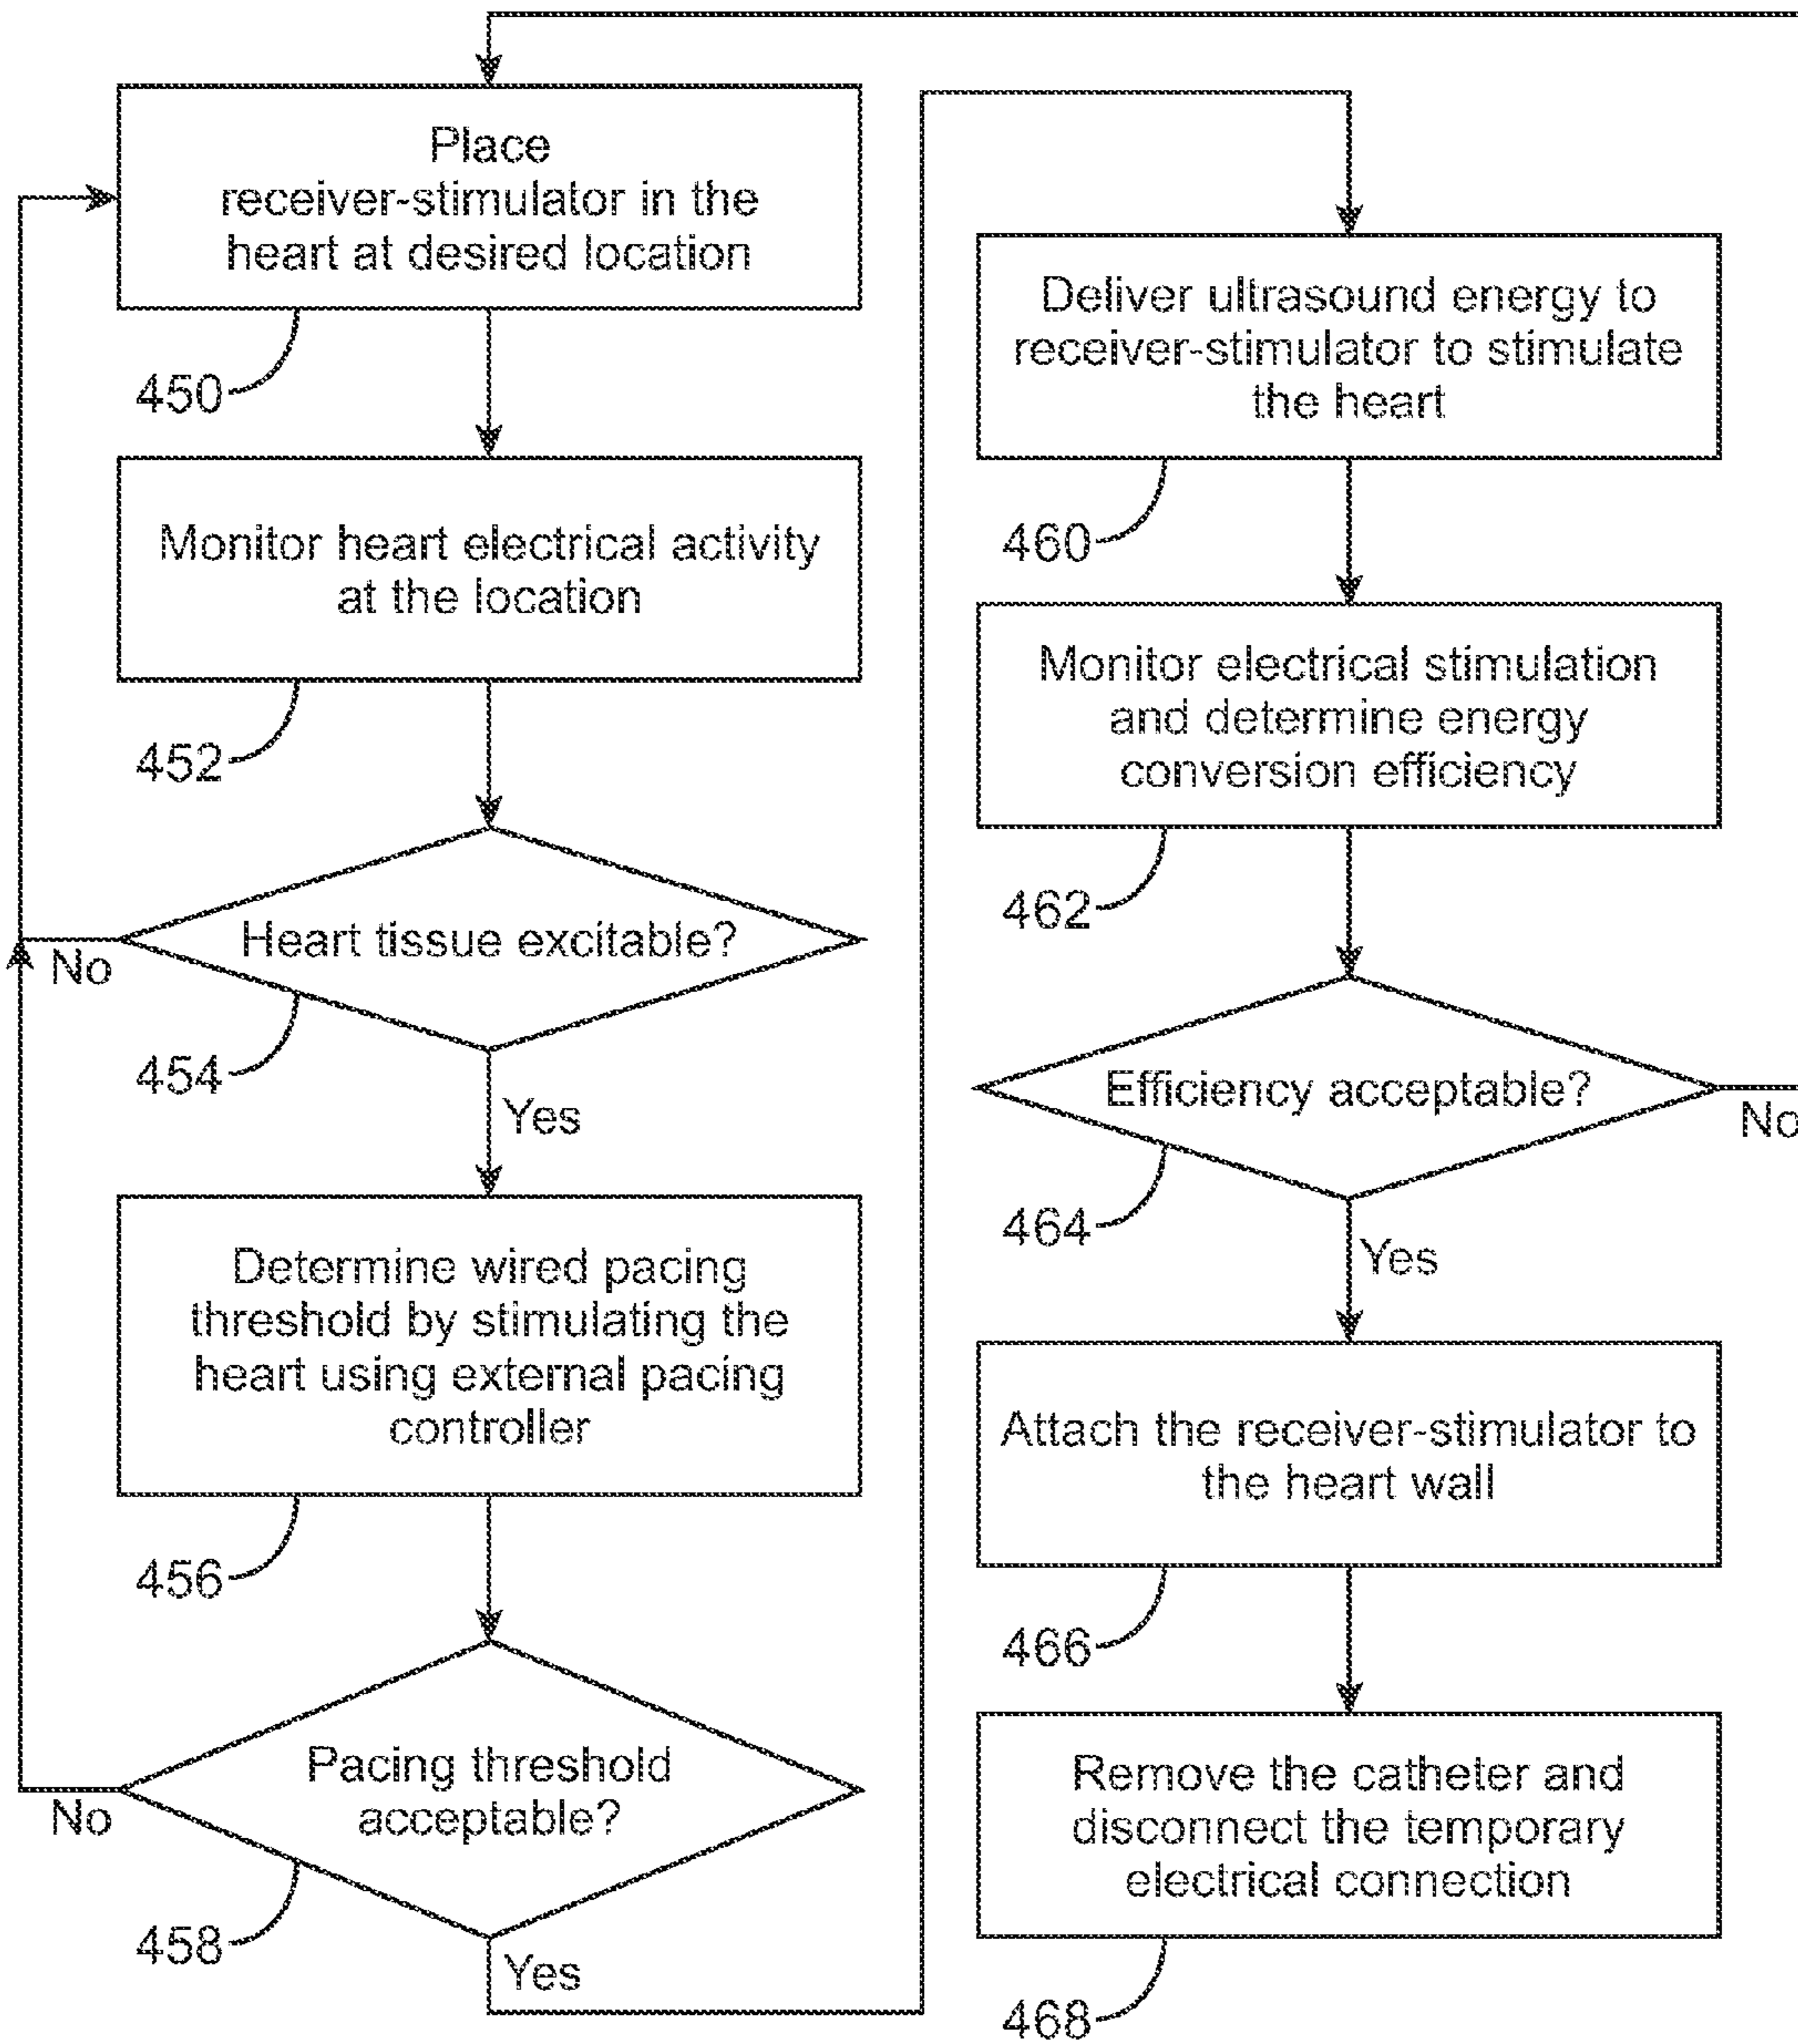 Place
receiver-stimulator in the
heart at desired location
450
Monitor heart electrical activity
at the location
452
Heart tissue excitable?
No
454
Yes
Determine wired pacing
threshold by stimulating the
heart using external pacing
controller
456
Pacing threshold
acceptable?
No
458
Yes
Deliver ultrasound energy to
receiver-stimulator to stimulate
the heart
460
Monitor electrical stimulation
and determine energy
conversion efficiency
462
Efficiency acceptable?
No
464
Yes
Attach the receiver-stimulator to
the heart wall
466
Remove the catheter and
disconnect the temporary
electrical connection
468